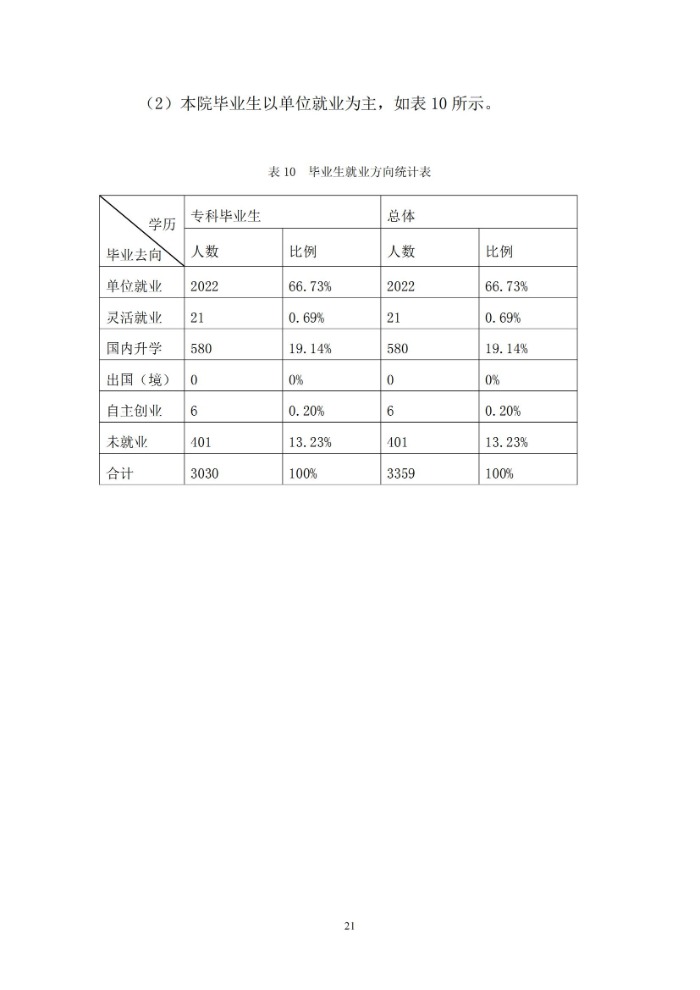 （2）本院毕业生以单位就业为主，如表 10 所示。
表 10 毕业生就业方向统计表
学历 专科毕业生 总体
毕业去向 人数 比例 人数 比例
单位就业 2022 66.73% 2022 66.73%
灵活就业 21 0.69% 21 0.69%
国内升学 580 19.14% 580 19.14%
出国（境） 0 0% 0 0%
自主创业 6 0.20% 6 0.20%
未就业 401 13.23% 401 13.23%
合计 3030 100% 3359 100%
21